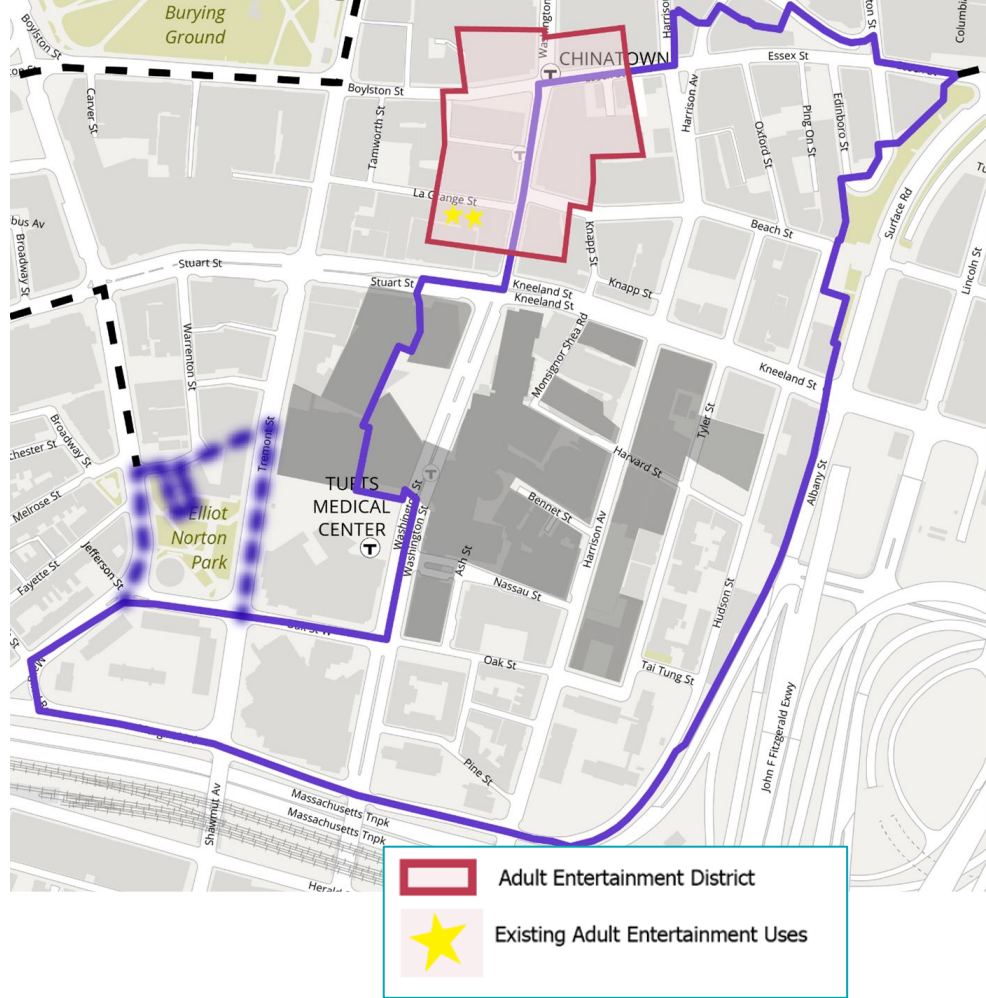 Burying
Ground
Boylston St
Washington
Harrison
Columbia
CHINATOWN
Essex St
Boylston St
Carver St
Tamworth St
Harrison Av
Oxford St
Ping On St
Edinboro St
La Grange St
Surface Rd
Beach St
Knapp St
Broadway St
Stuart St
Stuart St
Kneeland St
Kneeland St
Knapp St
Lincoln St
Warrenton St
Monsignor Shea Rd
Kneeland St
Tyler St
Broadway St
Tremont St
Harvard St
Albany St
Melrose St
TUFTS
MEDICAL
CENTER
Washington St
Washington St
Bennet St
Elliot
Norton
Park
Harrison Av
Jefferson St
Fayette St
Ash St
Nassau St
Hudson St
Oak St W
Oak St
Tai Tung St
John F Fitzgerald Exwy
Pine St
Shawmut Av
Massachusetts Tnpk
Massachusetts Tnpk
Adult Entertainment District
Existing Adult Entertainment Uses